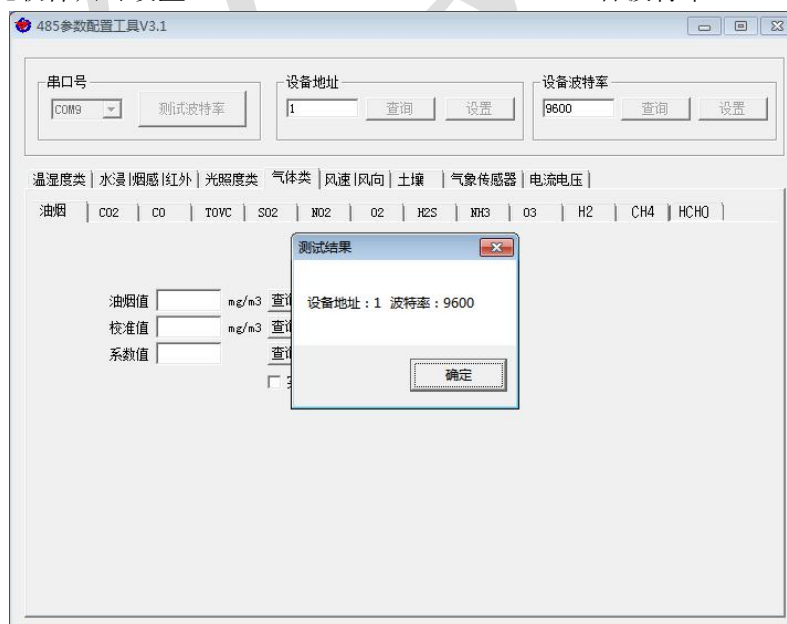 485参数配置工具V3.1
串口号 设备地址 设备波特率
COM9 测试波特率 1 查询 设置 9600 查询 设置
温湿度类 水浸|烟感|红外 光照度类 气体类 风速|风向 土壤 气象传感器 电流电压
油烟 CO2 CO TOVC SO2 NO2 O2 H2S NH3 O3 H2 CH4 HCHO
测试结果
设备地址:1 波特率:9600
确定
油烟值 mg/m3
校准值 mg/m3
系数值